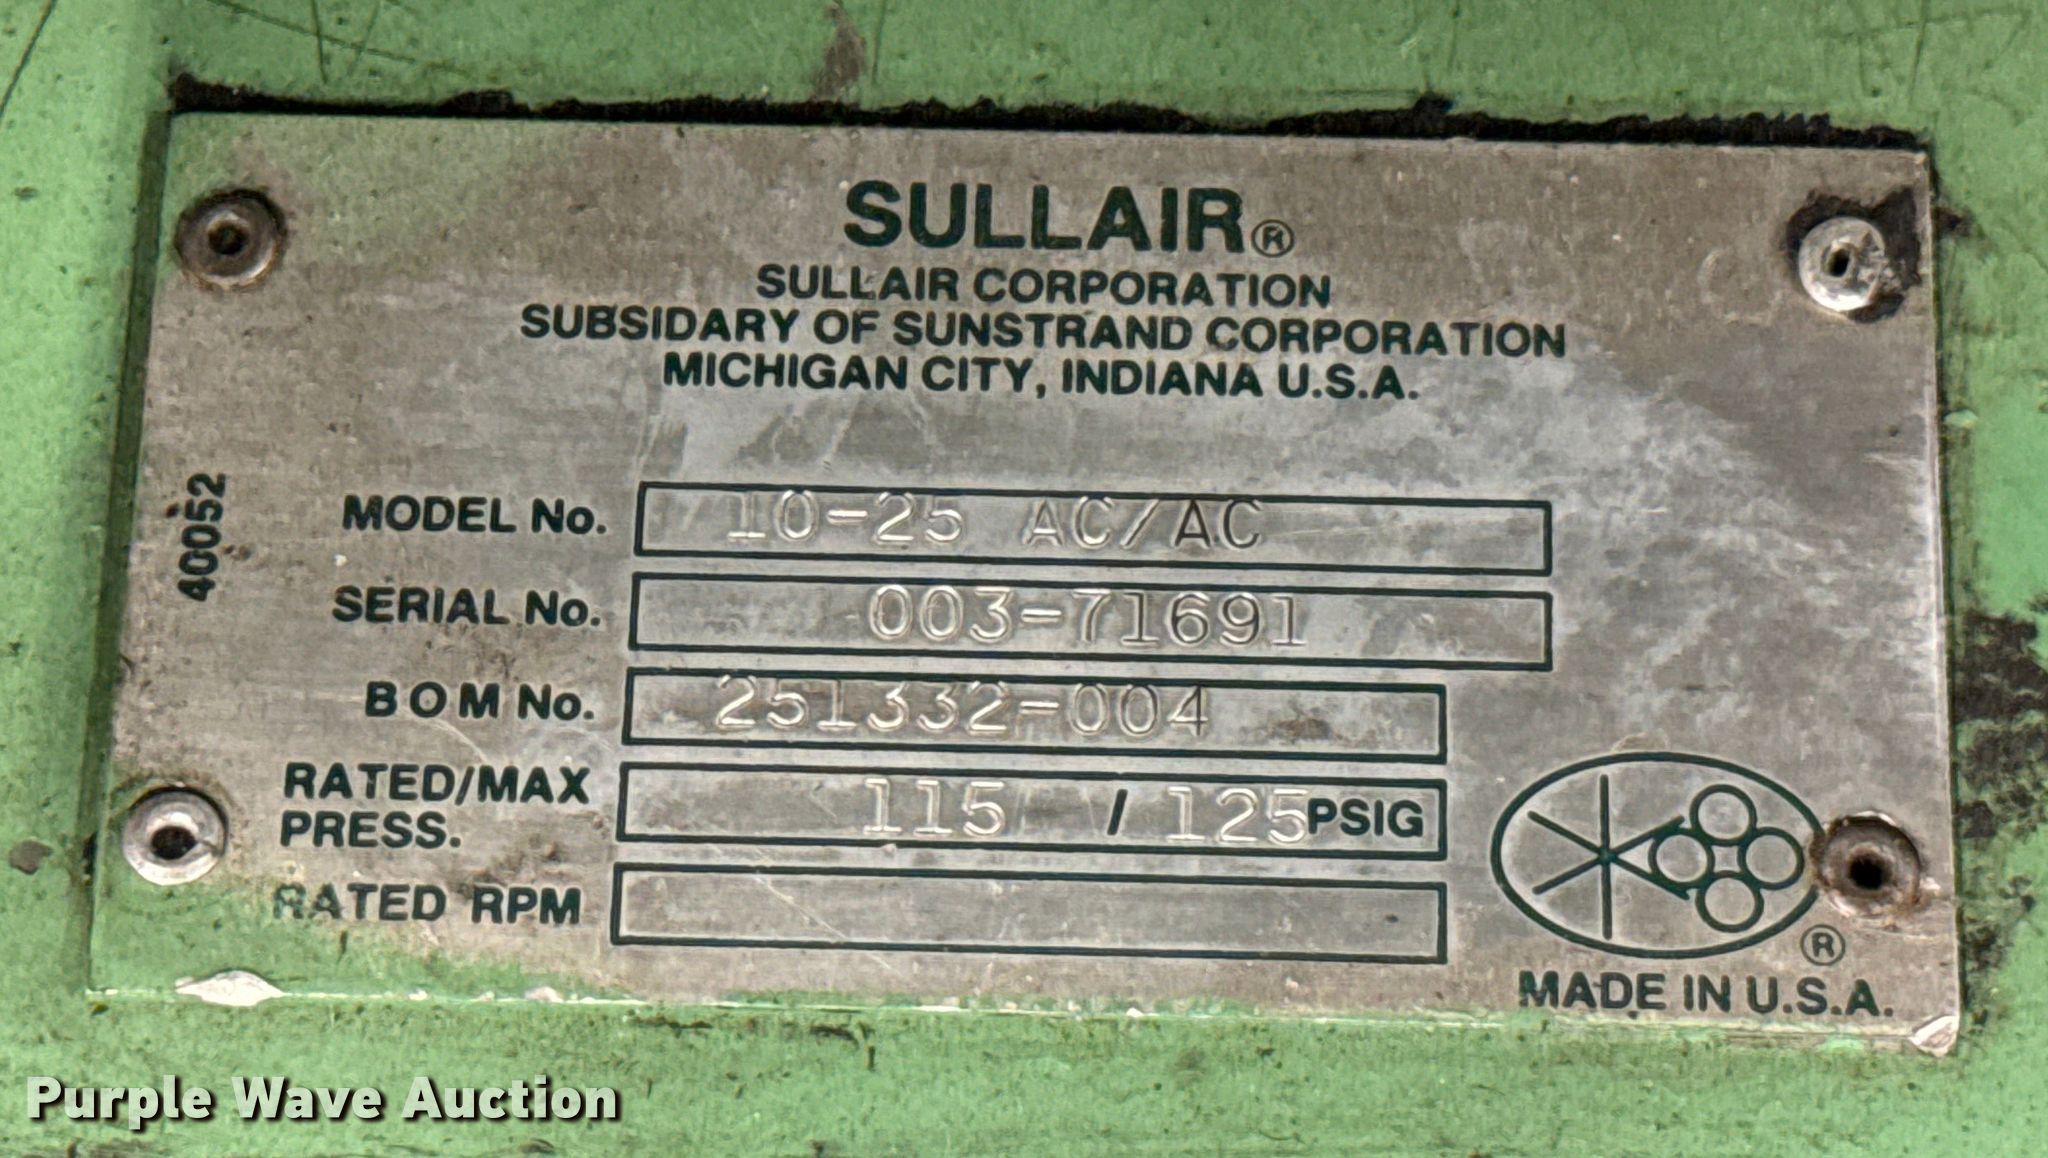 SULLAIR®
SULLAIR CORPORATION
SUBSIDARY OF SUNSTRAND CORPORATION
MICHIGAN CITY, INDIANA U.S.A.
40052
MODEL No. 10-25 AC/AC
SERIAL No. 003-71691
BOM No. 251332-004
RATED/MAX PRESS. 115 / 125 PSIG
RATED RPM
®
MADE IN U.S.A.
Purple Wave Auction